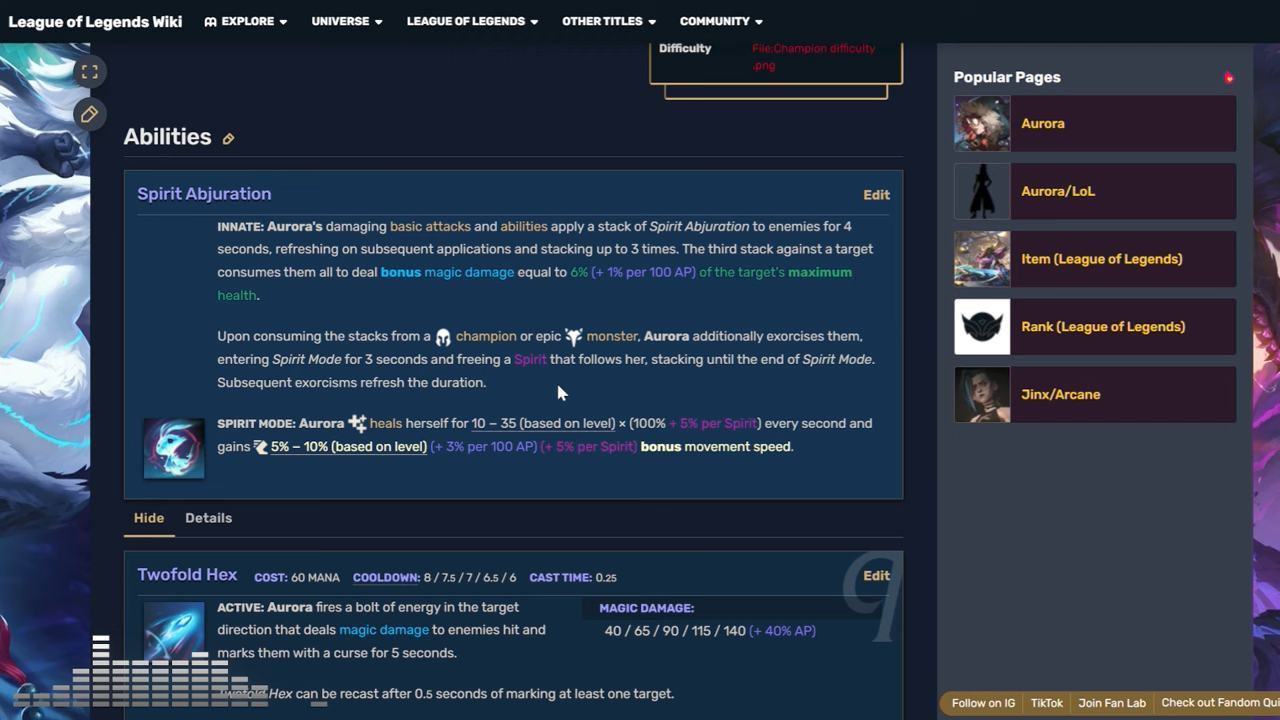 League of Legends Wiki
EXPLORE
UNIVERSE
LEAGUE OF LEGENDS
OTHER TITLES
COMMUNITY
Difficulty
File:Champion difficulty
.png
Abilities
Spirit Abjuration
Edit
INNATE: Aurora's damaging basic attacks and abilities apply a stack of Spirit Abjuration to enemies for 4
seconds, refreshing on subsequent applications and stacking up to 3 times. The third stack against a target
consumes them all to deal bonus magic damage equal to 6% (+ 1% per 100 AP) of the target's maximum
health.
Upon consuming the stacks from a champion or epic monster, Aurora additionally exorcises them,
entering Spirit Mode for 3 seconds and freeing a Spirit that follows her, stacking until the end of Spirit Mode.
Subsequent exorcisms refresh the duration.
SPIRIT MODE: Aurora heals herself for 10 – 35 (based on level) × (100% + 5% per Spirit) every second and
gains 5% – 10% (based on level) (+ 3% per 100 AP) (+ 5% per Spirit) bonus movement speed.
Hide
Details
Twofold Hex
COST: 60 MANA
COOLDOWN: 8 / 7.5 / 7 / 6.5 / 6
CAST TIME: 0.25
Edit
q
ACTIVE: Aurora fires a bolt of energy in the target
direction that deals magic damage to enemies hit and
marks them with a curse for 5 seconds.
MAGIC DAMAGE:
40 / 65 / 90 / 115 / 140 (+ 40% AP)
Twofold Hex can be recast after 0.5 seconds of marking at least one target.
Popular Pages
Aurora
Aurora/LoL
Item (League of Legends)
Rank (League of Legends)
Jinx/Arcane
Follow on IG
TikTok
Join Fan Lab
Check out Fandom Qui